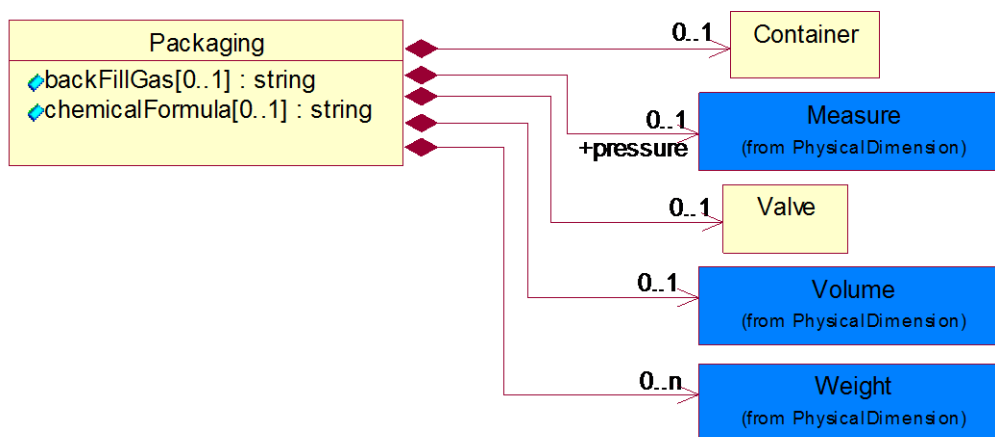 Packaging
backFillGas[0..1] : string
chemicalFormula[0..1] : string
0..1
Container
0..1
+pressure
Measure
(from PhysicalDimension)
0..1
Valve
0..1
Volume
(from PhysicalDimension)
0..n
Weight
(from PhysicalDimension)